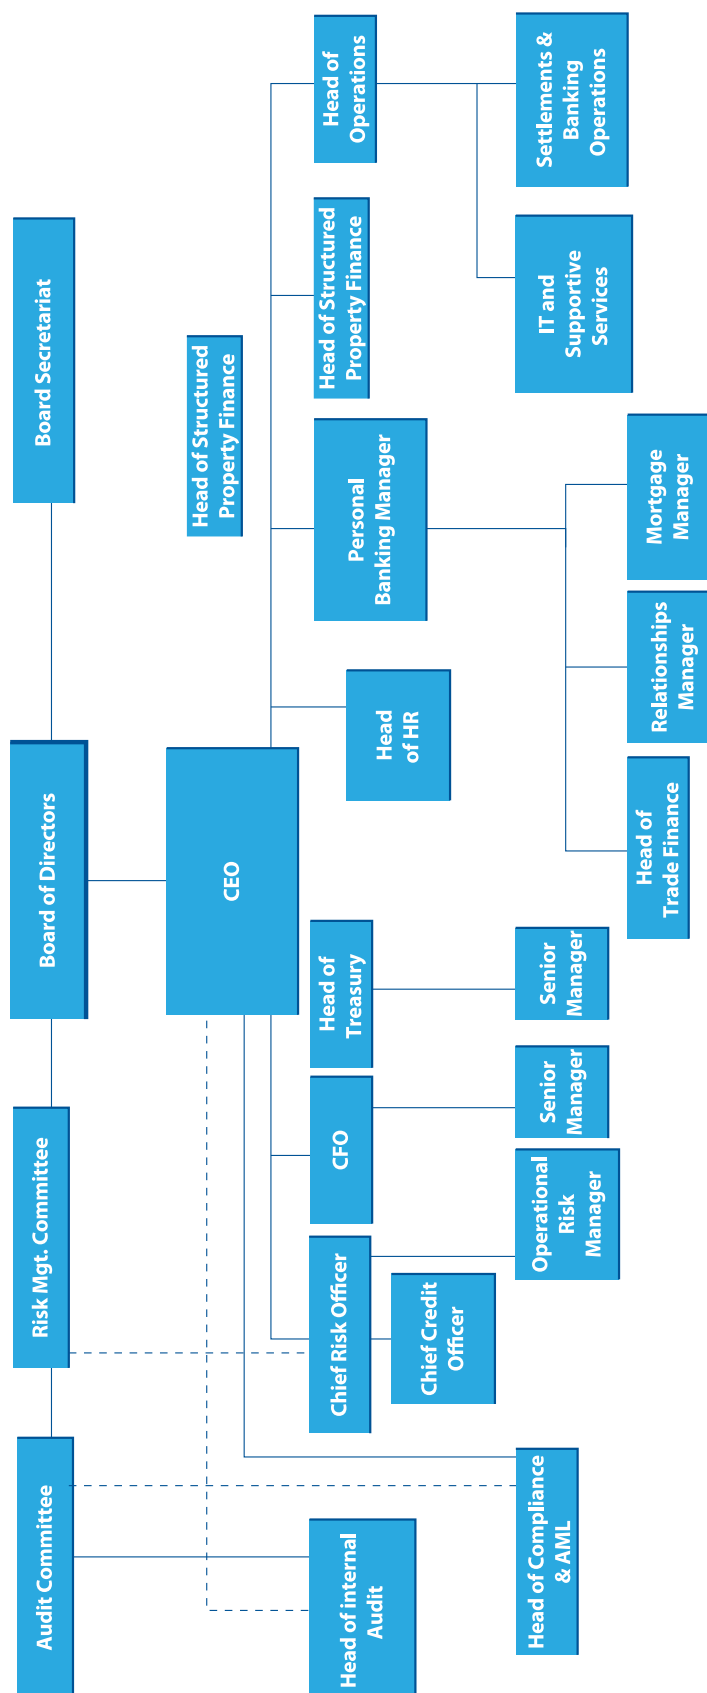 Audit Committee
Risk Mgt. Committee
Board of Directors
Board Secretariat
CEO
Head of Structured
Property Finance
Head of internal
Audit
Chief Risk Officer
CFO
Head of
Treasury
Head
of HR
Personal
Banking Manager
Head of Structured
Property Finance
Head of
Operations
Chief Credit
Officer
Head of Compliance
& AML
Operational
Risk
Manager
Senior
Manager
Senior
Manager
IT and
Supportive
Services
Settlements &
Banking
Operations
Head of
Trade Finance
Relationships
Manager
Mortgage
Manager